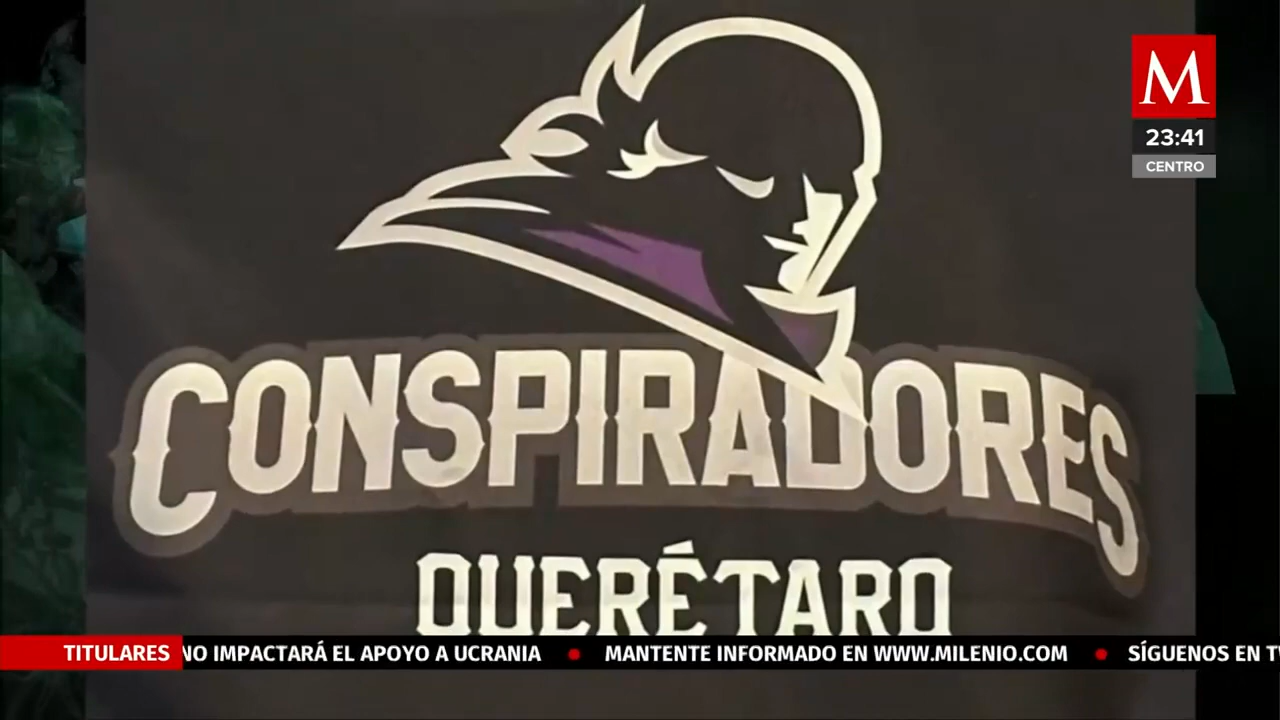 M
23:41
CENTRO
CONSPIRADORES
QUERÉTARO
TITULARES NO IMPACTARÁ EL APOYO A UCRANIA • MANTENTE INFORMADO EN WWW.MILENIO.COM • SÍGUENOS EN